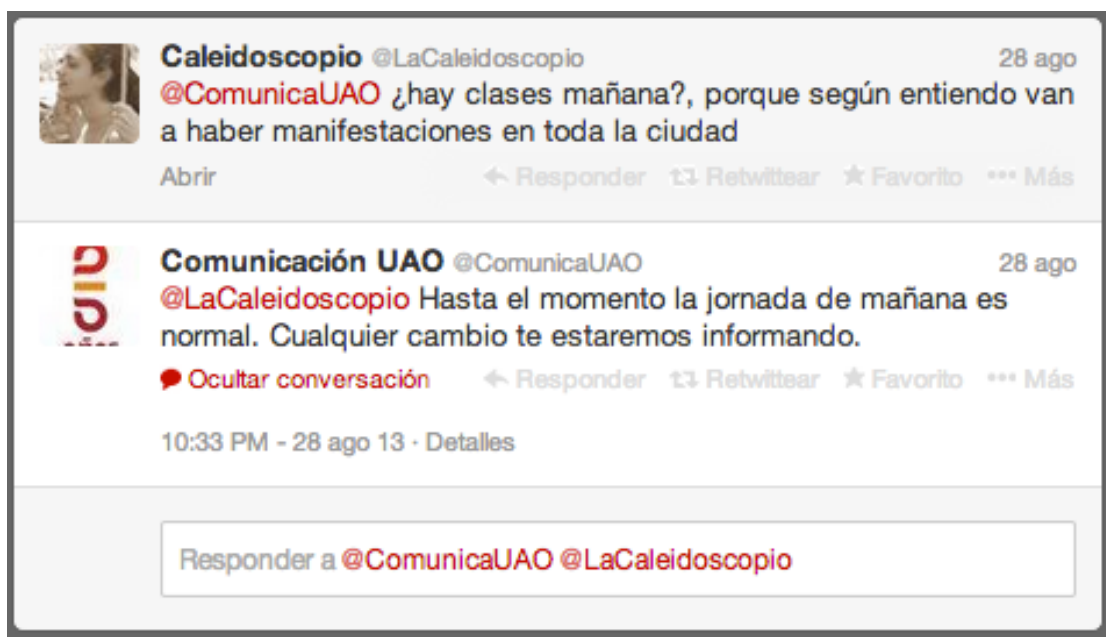 Caleidoscopio @LaCaleidoscopio 28 ago
@ComunicaUAO ¿hay clases mañana?, porque según entiendo van
a haber manifestaciones en toda la ciudad
Abrir Responder Retwittear Favorito Más
Comunicación UAO @ComunicaUAO 28 ago
@LaCaleidoscopio Hasta el momento la jornada de mañana es
normal. Cualquier cambio te estaremos informando.
Ocultar conversación Responder Retwittear Favorito Más
10:33 PM - 28 ago 13 · Detalles
Responder a @ComunicaUAO @LaCaleidoscopio